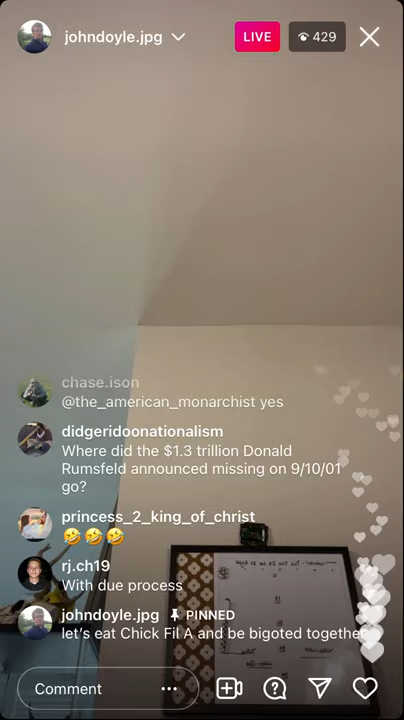 johndoyle.jpg
LIVE
429
chase.ison
@the_american_monarchist yes
didgeridoonationalism
Where did the $1.3 trillion Donald
Rumsfeld announced missing on 9/10/01
go?
princess_2_king_of_christ
🤣🤣🤣
rj.ch19
With due process
johndoyle.jpg PINNED
let's eat Chick Fil A and be bigoted together
Comment